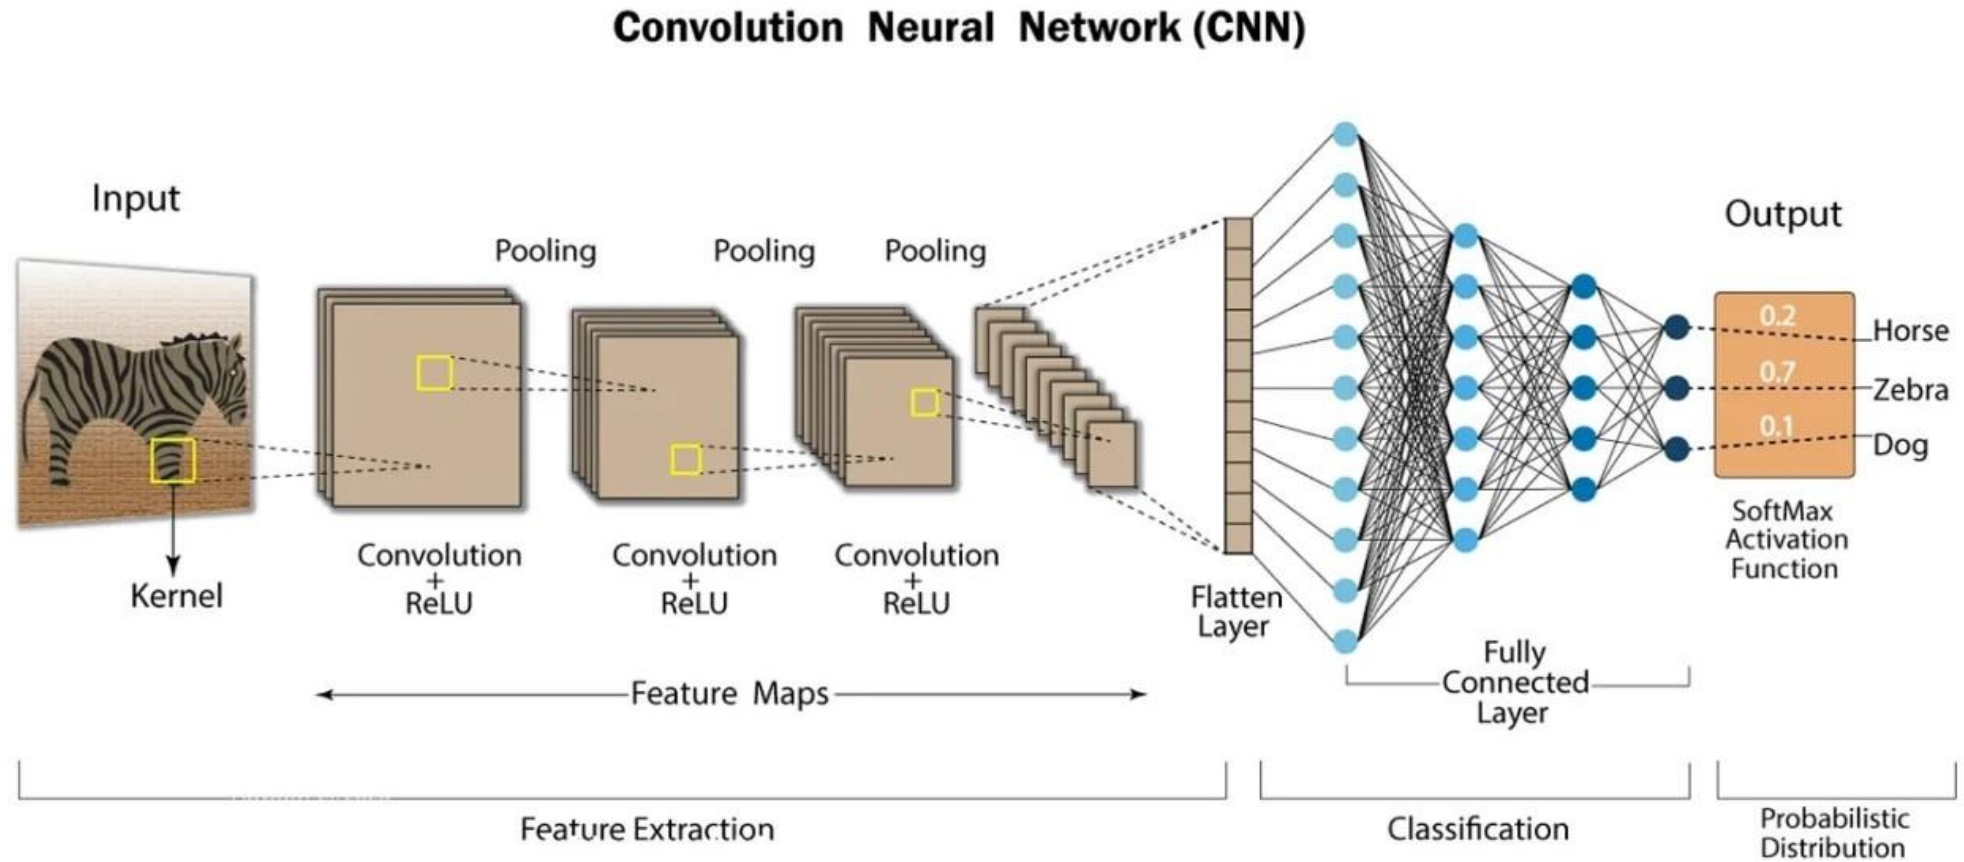 Convolution Neural Network (CNN)
Input
Pooling
Pooling
Pooling
Output
0.2
Horse
0.7
Zebra
0.1
Dog
Kernel
Convolution
+
ReLU
Convolution
+
ReLU
Convolution
+
ReLU
Flatten
Layer
SoftMax
Activation
Function
Feature Maps
Fully
Connected
Layer
Feature Extraction
Classification
Probabilistic
Distribution